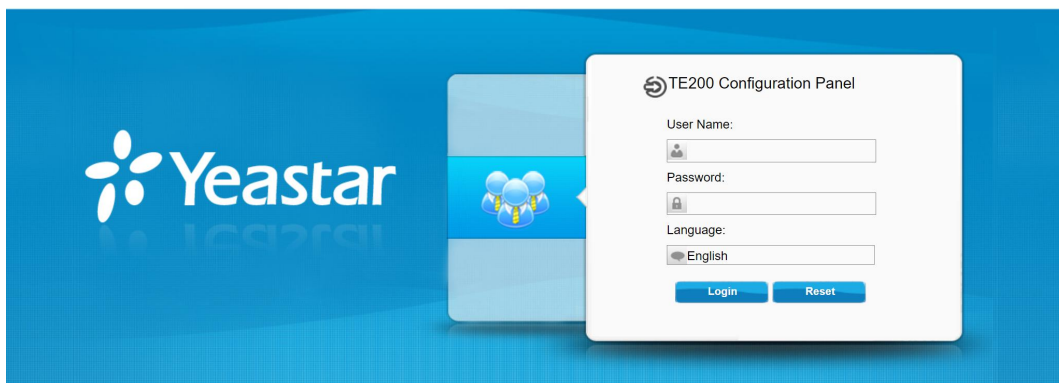 Yeastar
TE200 Configuration Panel
User Name:
Password:
Language:
English
Login Reset